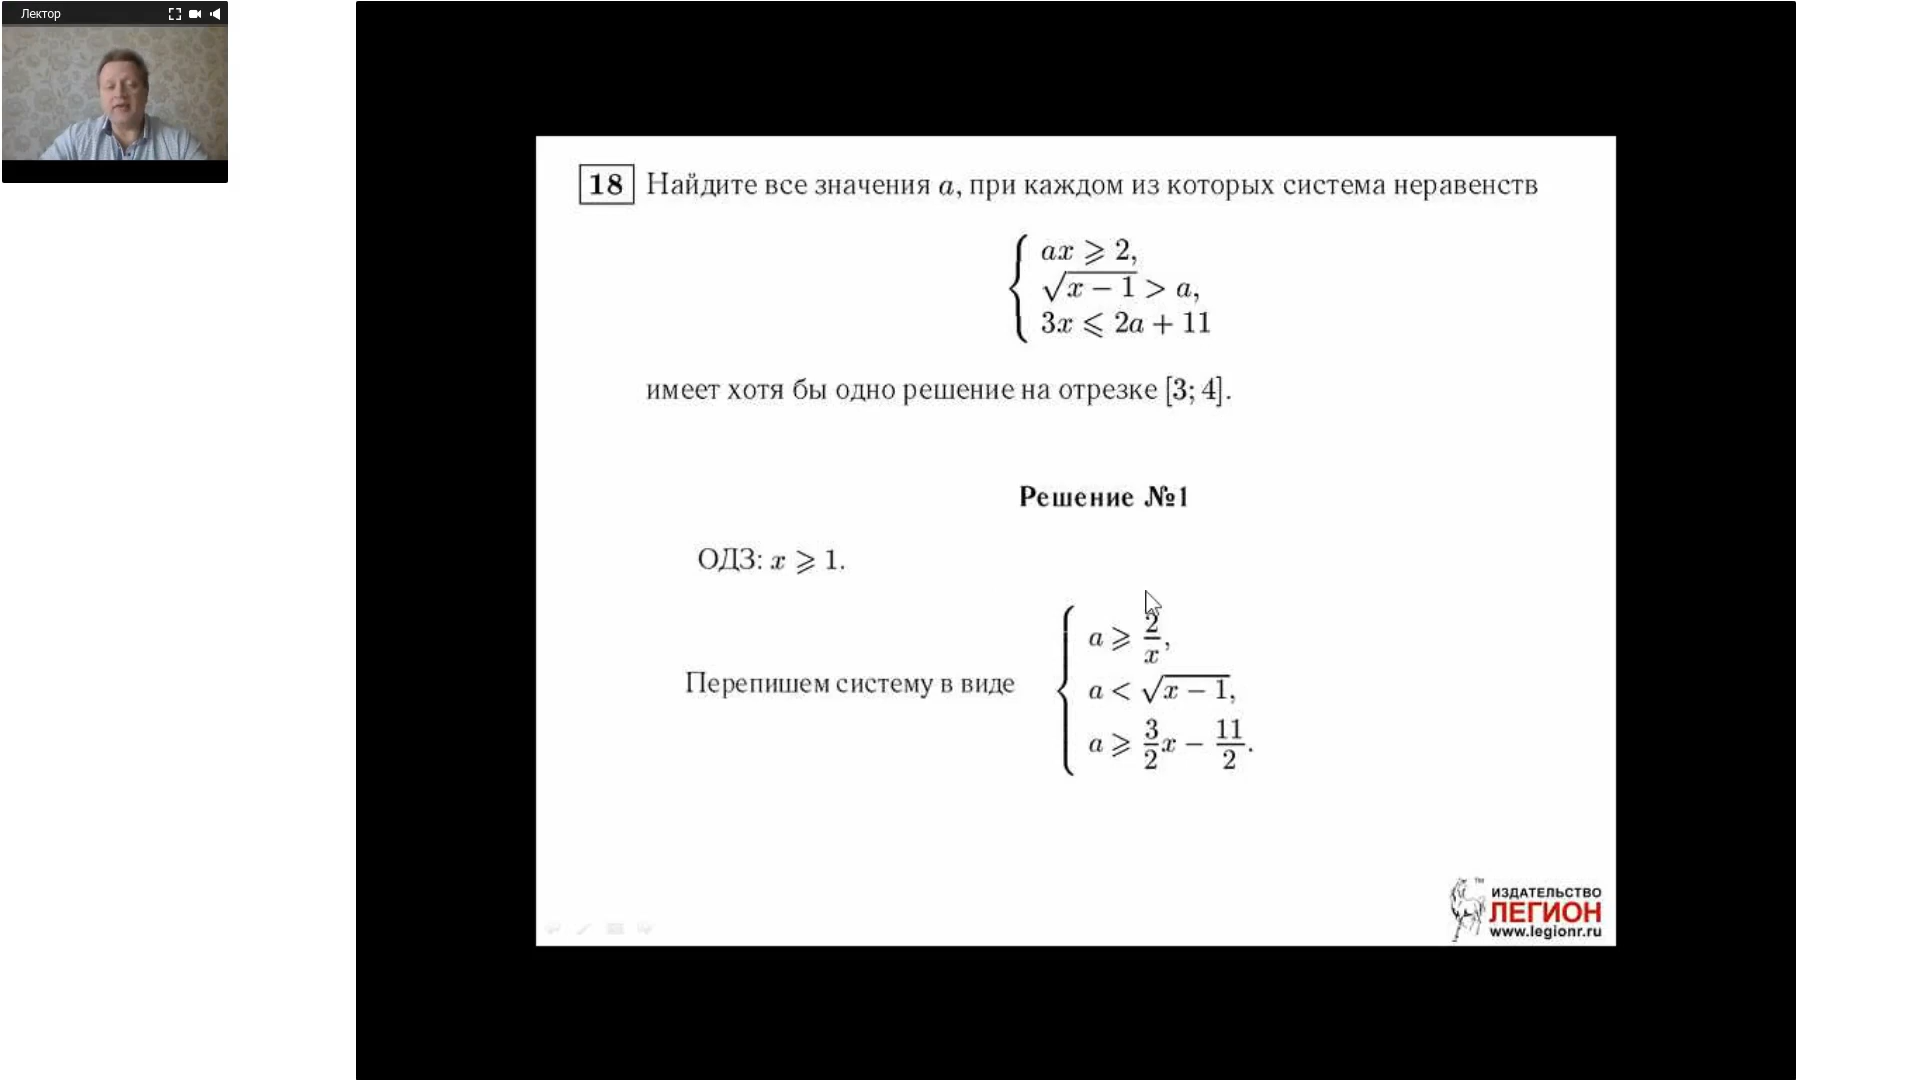 Лектор
18 Найдите все значения a, при каждом из которых система неравенств
ax ⩾ 2,
√(x − 1) > a,
3x ⩽ 2a + 11
имеет хотя бы одно решение на отрезке [3; 4].
Решение №1
ОДЗ: x ⩾ 1.
Перепишем систему в виде
a ⩾ 2/x,
a < √(x − 1),
a ⩾ 3/2 x − 11/2.
TM
ИЗДАТЕЛЬСТВО
ЛЕГИОН
www.legionr.ru